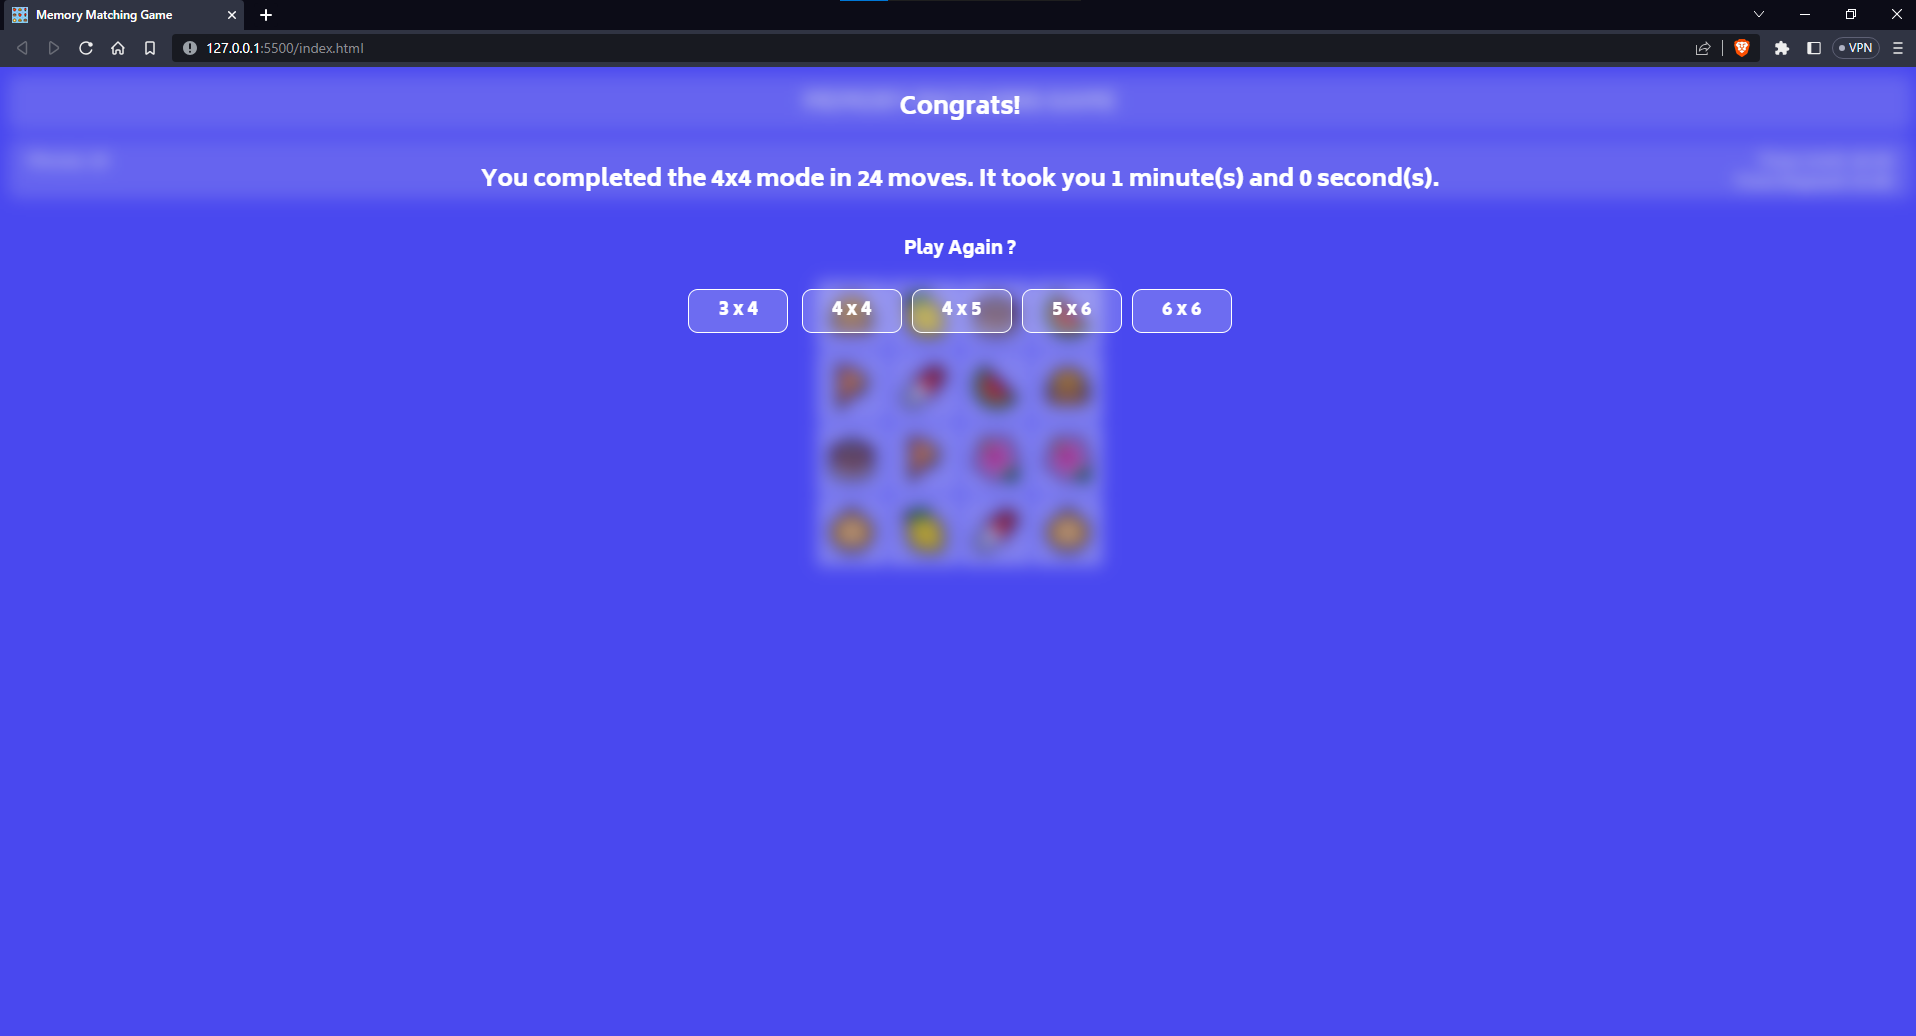 Memory Matching Game
127.0.0.1:5500/index.html
VPN
Congrats!
You completed the 4x4 mode in 24 moves. It took you 1 minute(s) and 0 second(s).
Play Again ?
3 x 4
4 x 4
4 x 5
5 x 6
6 x 6